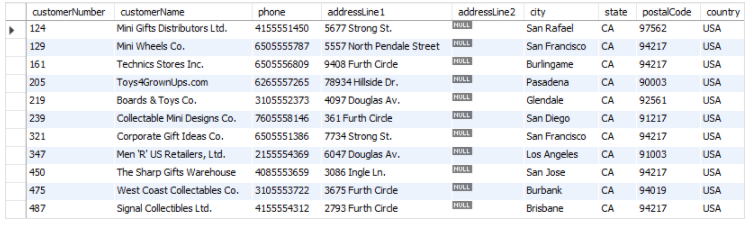 customerNumber customerName phone addressLine1 addressLine2 city state postalCode country
124 Mini Gifts Distributors Ltd. 4155551450 5677 Strong St. NULL San Rafael CA 97562 USA
129 Mini Wheels Co. 6505555787 5557 North Pendale Street NULL San Francisco CA 94217 USA
161 Technics Stores Inc. 6505556809 9408 Furth Circle NULL Burlingame CA 94217 USA
205 Toys4GrownUps.com 6265557265 78934 Hillside Dr. NULL Pasadena CA 90003 USA
219 Boards & Toys Co. 3105552373 4097 Douglas Av. NULL Glendale CA 92561 USA
239 Collectable Mini Designs Co. 7605558146 361 Furth Circle NULL San Diego CA 91217 USA
321 Corporate Gift Ideas Co. 6505551386 7734 Strong St. NULL San Francisco CA 94217 USA
347 Men 'R' US Retailers, Ltd. 2155554369 6047 Douglas Av. NULL Los Angeles CA 91003 USA
450 The Sharp Gifts Warehouse 4085553659 3086 Ingle Ln. NULL San Jose CA 94217 USA
475 West Coast Collectables Co. 3105553722 3675 Furth Circle NULL Burbank CA 94019 USA
487 Signal Collectibles Ltd. 4155554312 2793 Furth Circle NULL Brisbane CA 94217 USA